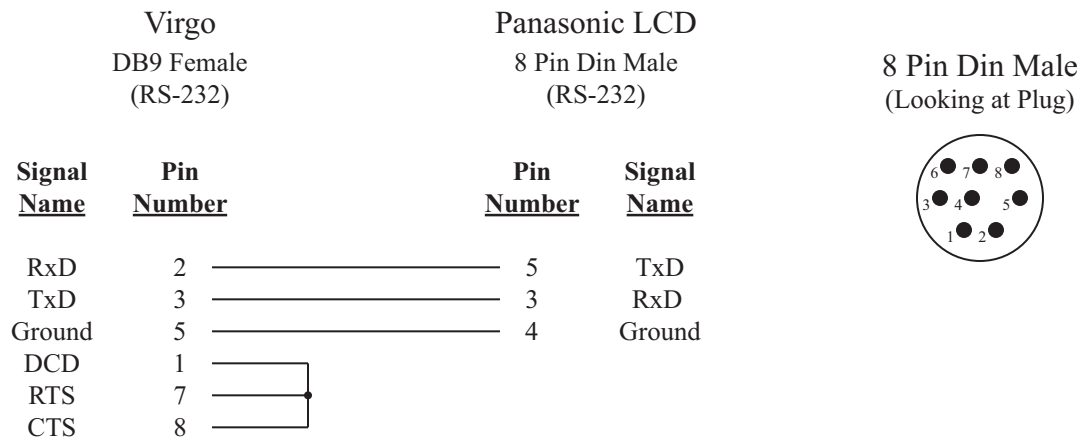 Virgo
DB9 Female
(RS-232)
Panasonic LCD
8 Pin Din Male
(RS-232)
8 Pin Din Male
(Looking at Plug)
Signal Pin Pin Signal
Name Number Number Name
RxD 2 5 TxD
TxD 3 3 RxD
Ground 5 4 Ground
DCD 1
RTS 7
CTS 8
6 7 8
3 4 5
1 2